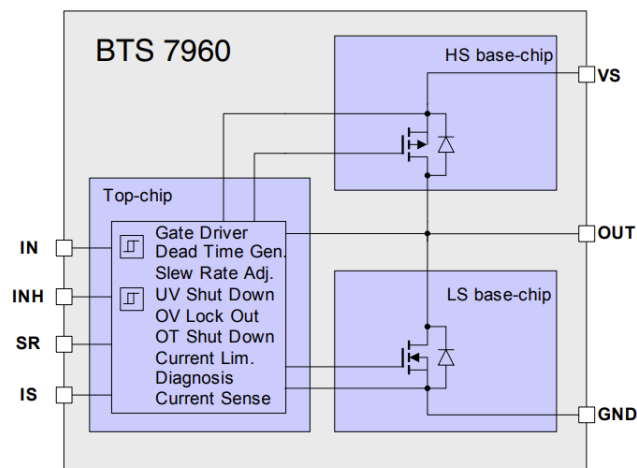 BTS 7960
HS base-chip
VS
Top-chip
IN
INH
SR
IS
Gate Driver
Dead Time Gen.
Slew Rate Adj.
UV Shut Down
OV Lock Out
OT Shut Down
Current Lim.
Diagnosis
Current Sense
OUT
LS base-chip
GND